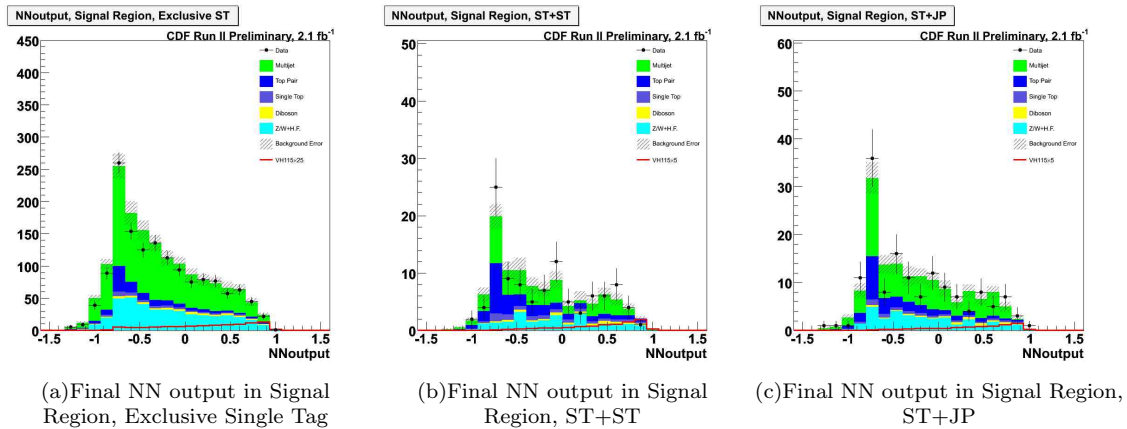 NNoutput, Signal Region, Exclusive ST
CDF Run II Preliminary, 2.1 fb-1
450
400
350
300
250
200
150
100
50
0
Data
Multijet
Top Pair
Single Top
Diboson
Z/W+H.F.
Background Error
VH115×25
-1.5 -1 -0.5 0 0.5 1 1.5
NNoutput
(a)Final NN output in Signal
Region, Exclusive Single Tag
NNoutput, Signal Region, ST+ST
CDF Run II Preliminary, 2.1 fb-1
50
40
30
20
10
0
Data
Multijet
Top Pair
Single Top
Diboson
Z/W+H.F.
Background Error
VH115×5
-1.5 -1 -0.5 0 0.5 1 1.5
NNoutput
(b)Final NN output in Signal
Region, ST+ST
NNoutput, Signal Region, ST+JP
CDF Run II Preliminary, 2.1 fb-1
60
50
40
30
20
10
0
Data
Multijet
Top Pair
Single Top
Diboson
Z/W+H.F.
Background Error
VH115×5
-1.5 -1 -0.5 0 0.5 1 1.5
NNoutput
(c)Final NN output in Signal Region,
ST+JP